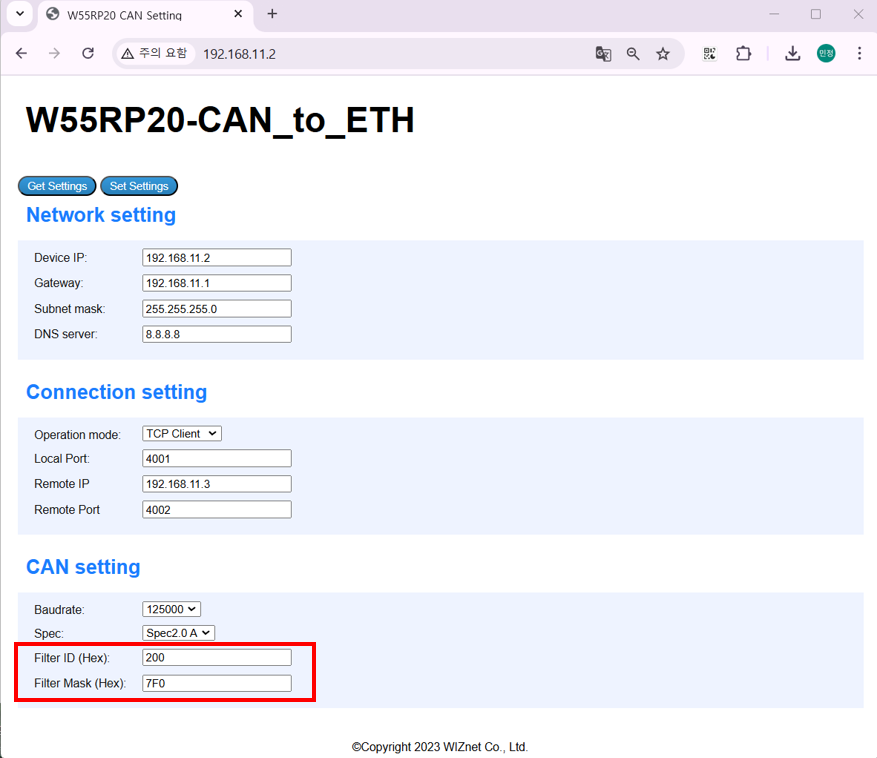 W55RP20 CAN Setting
주의 요함
192.168.11.2
민정
W55RP20-CAN_to_ETH
Get Settings Set Settings
Network setting
Device IP: 192.168.11.2
Gateway: 192.168.11.1
Subnet mask: 255.255.255.0
DNS server: 8.8.8.8
Connection setting
Operation mode: TCP Client
Local Port: 4001
Remote IP 192.168.11.3
Remote Port 4002
CAN setting
Baudrate: 125000
Spec: Spec2.0 A
Filter ID (Hex): 200
Filter Mask (Hex): 7F0
©Copyright 2023 WIZnet Co., Ltd.